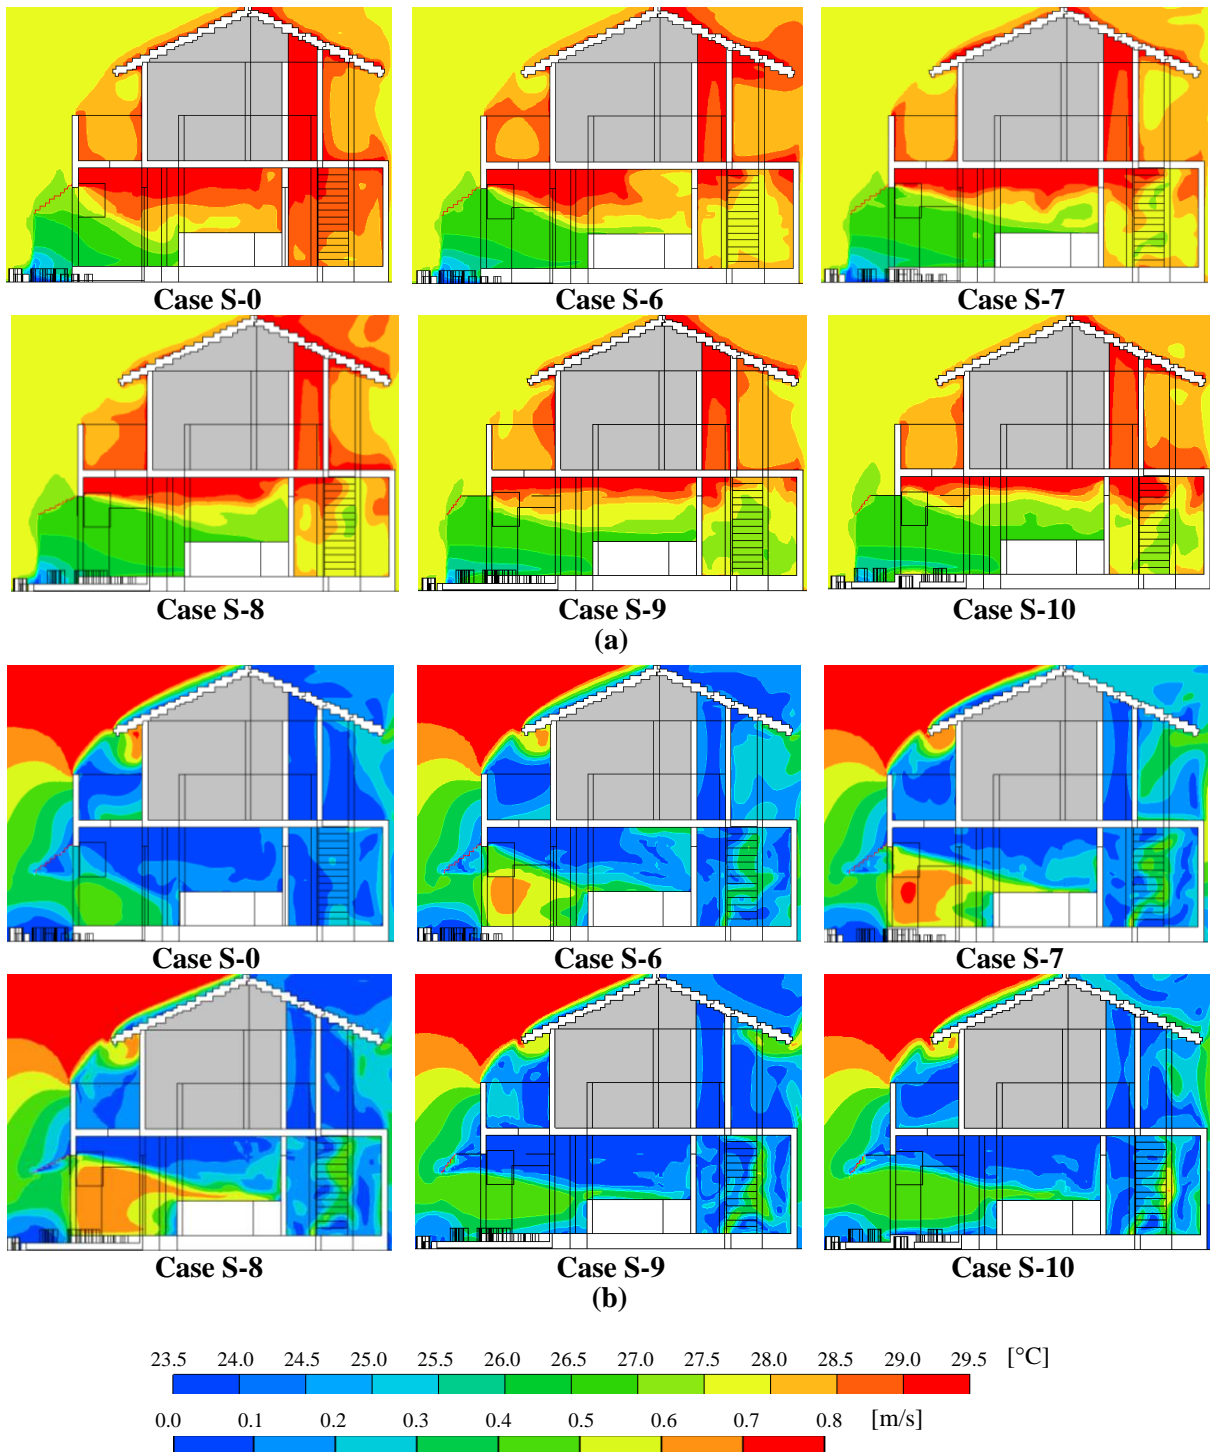 Case S-0 Case S-6 Case S-7
Case S-8 Case S-9 Case S-10
(a)
Case S-0 Case S-6 Case S-7
Case S-8 Case S-9 Case S-10
(b)
23.5 24.0 24.5 25.0 25.5 26.0 26.5 27.0 27.5 28.0 28.5 29.0 29.5 [°C]
0.0 0.1 0.2 0.3 0.4 0.5 0.6 0.7 0.8 [m/s]